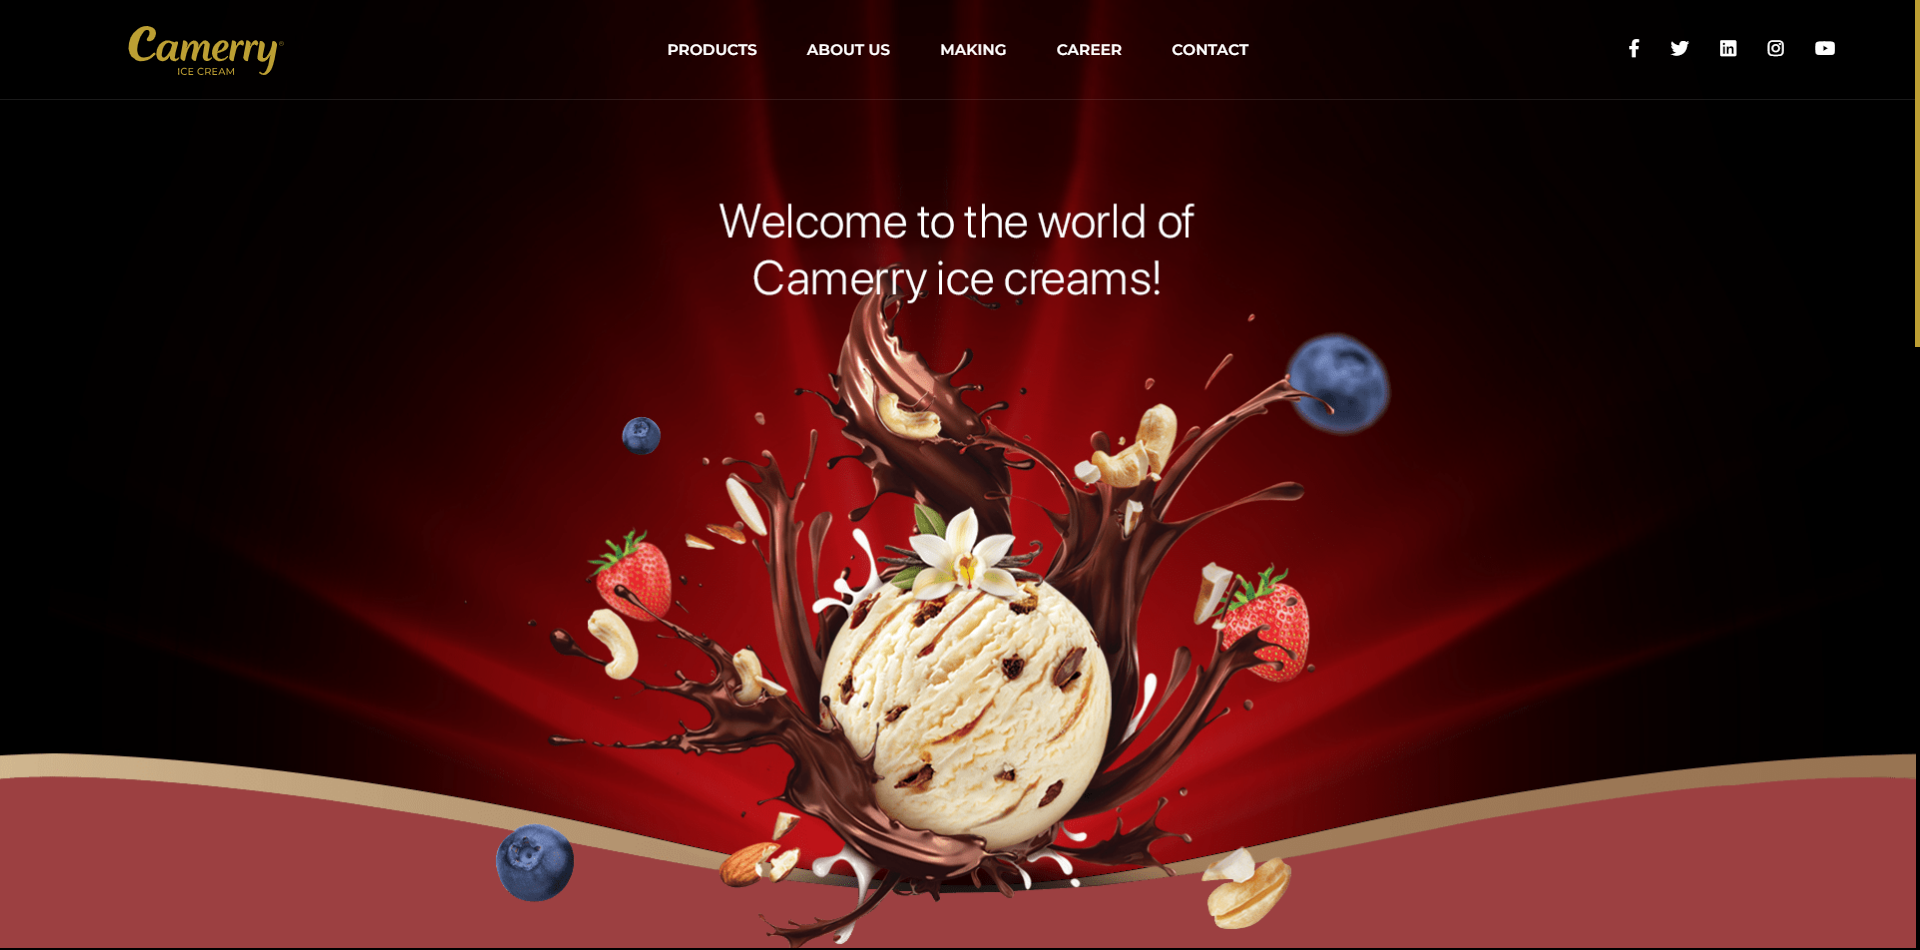 Camerry®
ICE CREAM
PRODUCTS
ABOUT US
MAKING
CAREER
CONTACT
Welcome to the world of
Camerry ice creams!